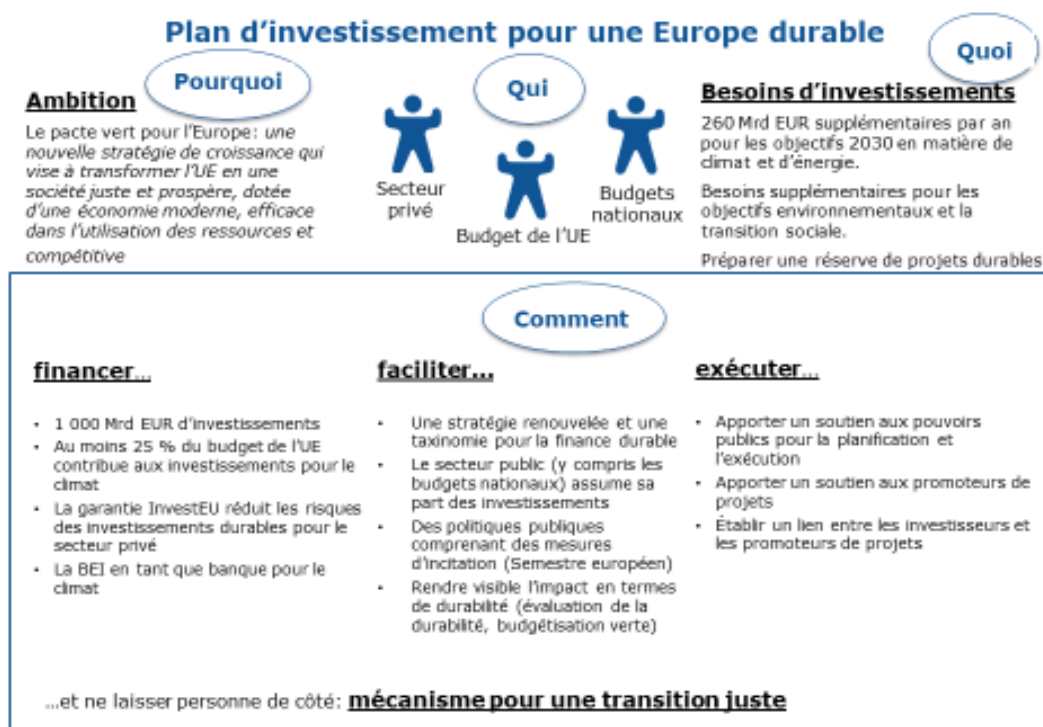 Plan d’investissement pour une Europe durable
Pourquoi
Ambition
Le pacte vert pour l’Europe: une
nouvelle stratégie de croissance qui
vise à transformer l’UE en une
société juste et prospère, dotée
d’une économie moderne, efficace
dans l’utilisation des ressources et
compétitive
Qui
Secteur
privé
Budget de l’UE
Budgets
nationaux
Quoi
Besoins d’investissements
260 Mrd EUR supplémentaires par an
pour les objectifs 2030 en matière de
climat et d’énergie.
Besoins supplémentaires pour les
objectifs environnementaux et la
transition sociale.
Préparer une réserve de projets durables
Comment
financer...
• 1 000 Mrd EUR d’investissements
• Au moins 25 % du budget de l’UE
contribue aux investissements pour le
climat
• La garantie InvestEU réduit les risques
des investissements durables pour le
secteur privé
• La BEI en tant que banque pour le
climat
faciliter...
• Une stratégie renouvelée et une
taxinomie pour la finance durable
• Le secteur public (y compris les
budgets nationaux) assume sa
part des investissements
• Des politiques publiques
comprenant des mesures
d’incitation (Semestre européen)
• Rendre visible l’impact en termes
de durabilité (évaluation de la
durabilité, budgétisation verte)
exécuter...
• Apporter un soutien aux pouvoirs
publics pour la planification et
l’exécution
• Apporter un soutien aux promoteurs de
projets
• Établir un lien entre les investisseurs et
les promoteurs de projets
...et ne laisser personne de côté: mécanisme pour une transition juste